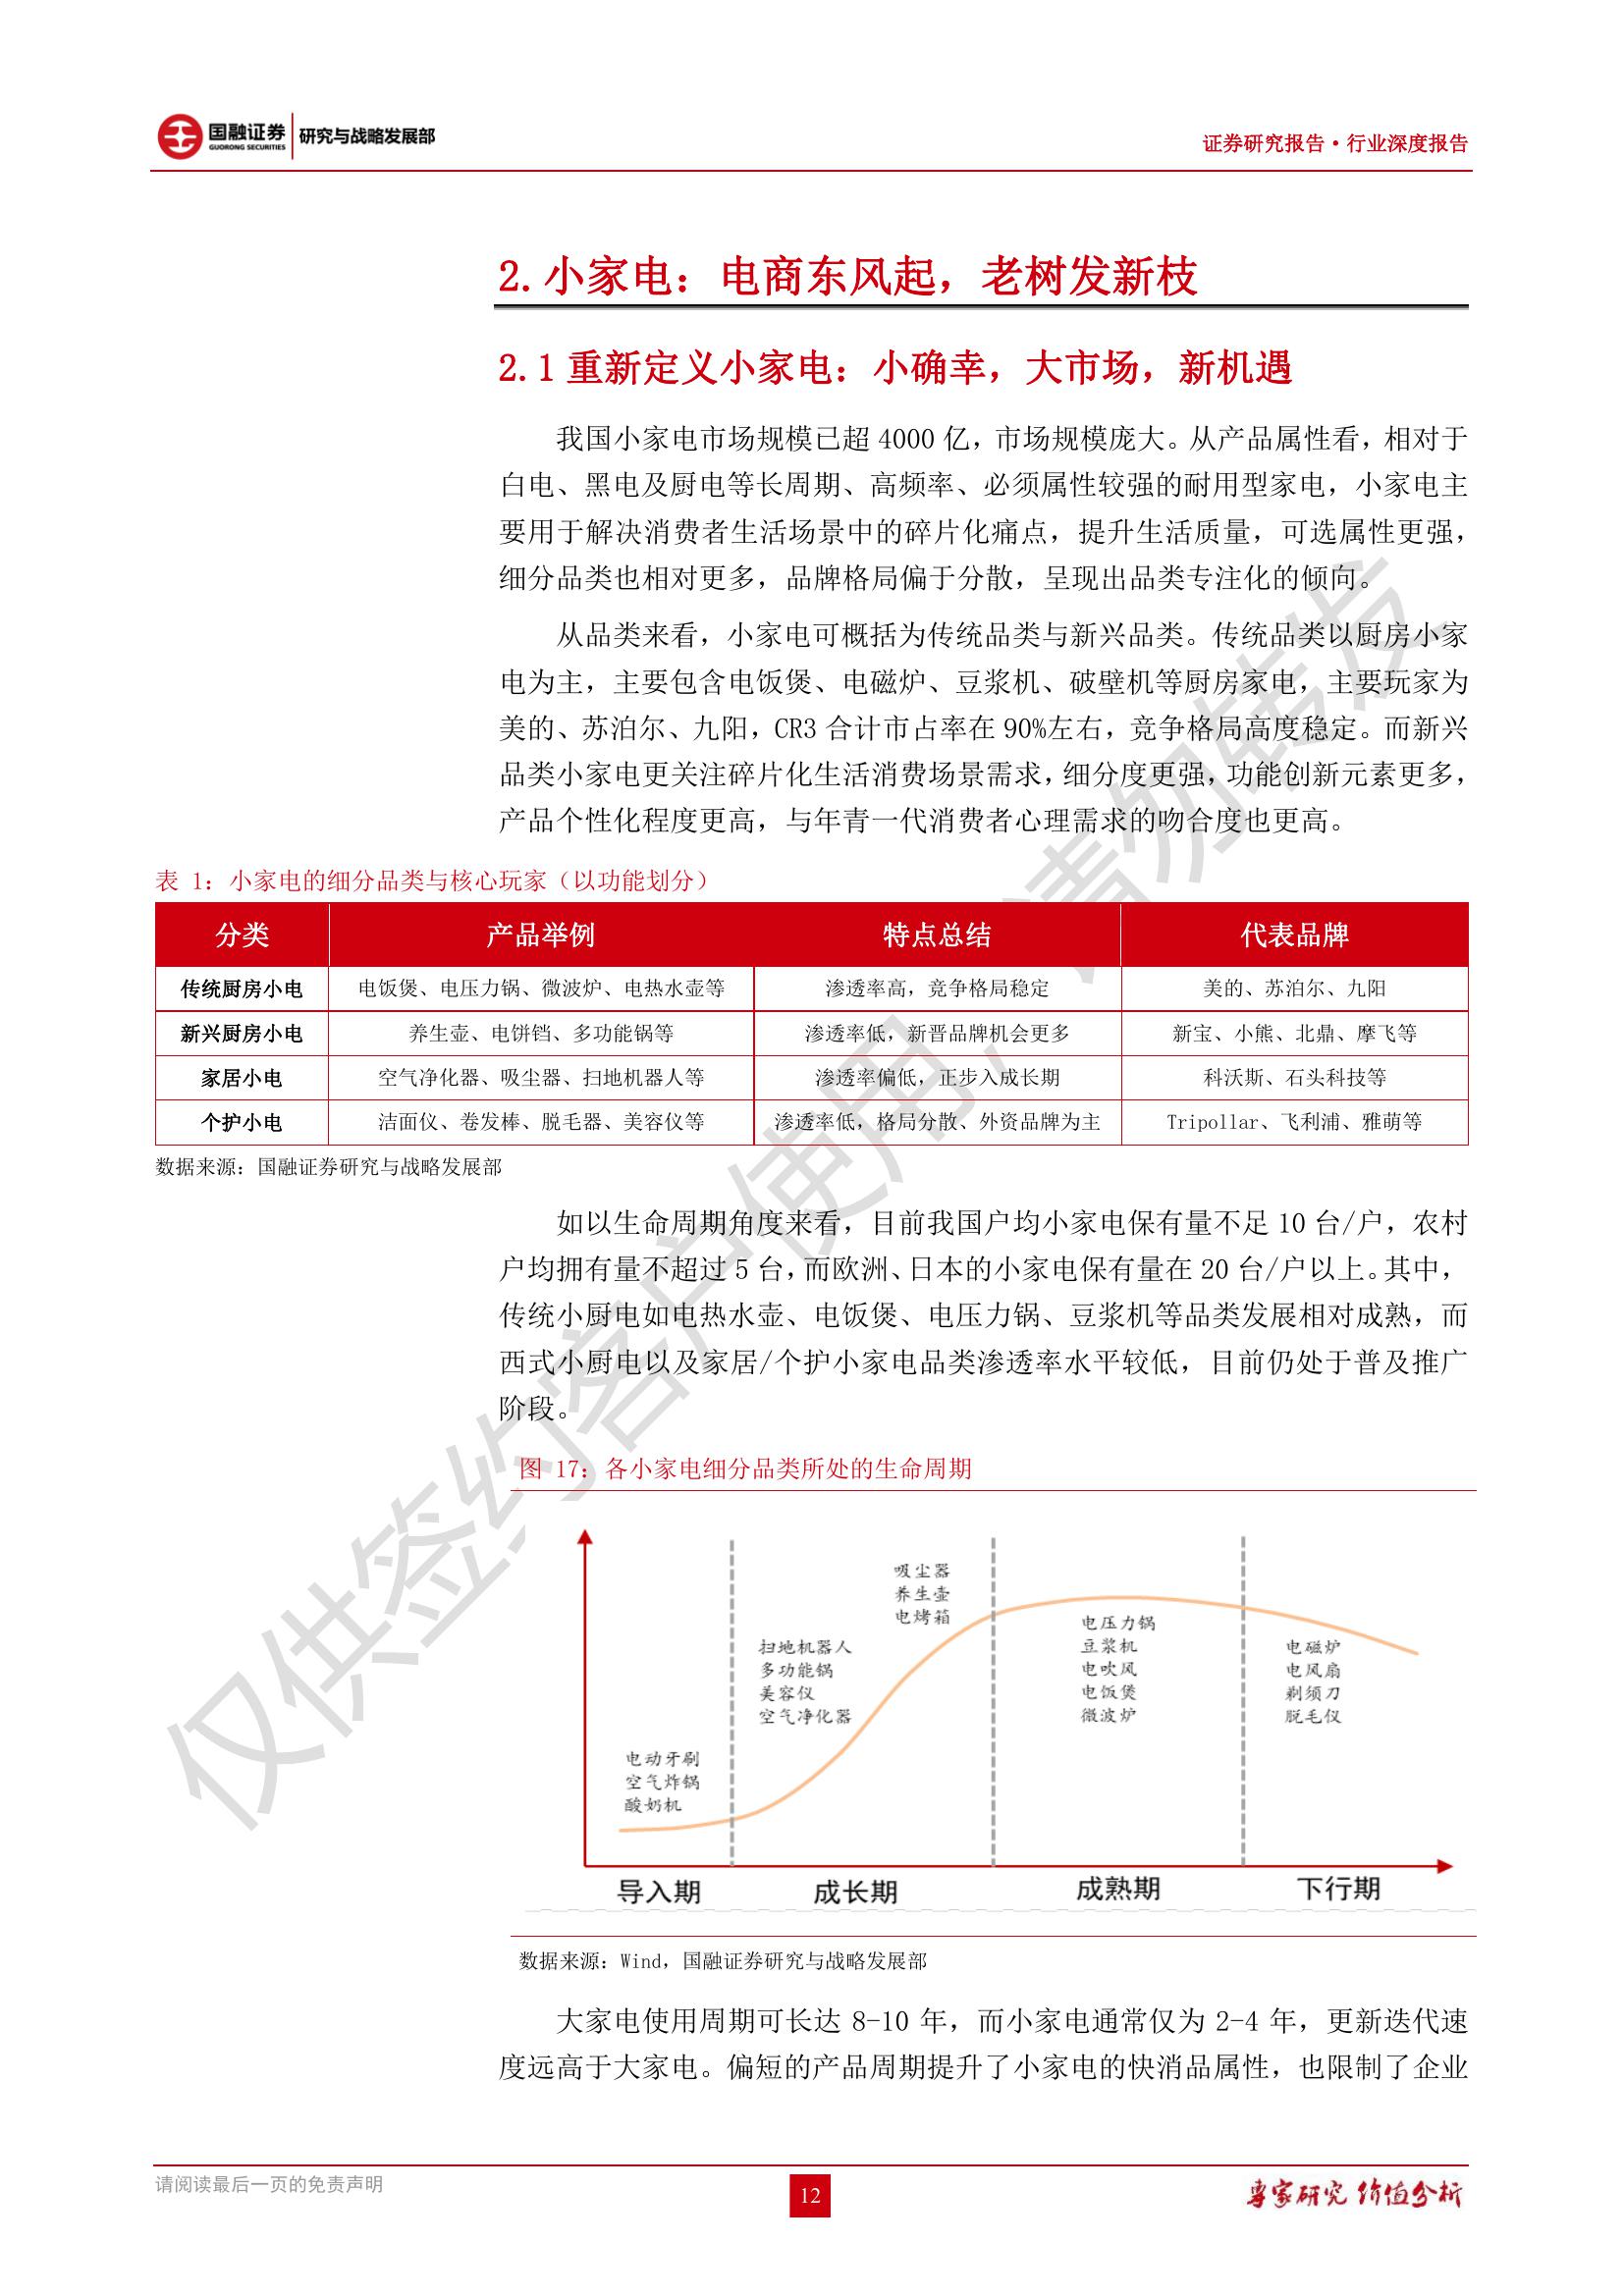 国融证券
GUORONG SECURITIES
研究与战略发展部
证券研究报告·行业深度报告
2.小家电：电商东风起，老树发新枝
2.1 重新定义小家电：小确幸，大市场，新机遇
我国小家电市场规模已超 4000 亿，市场规模庞大。从产品属性看，相对于
白电、黑电及厨电等长周期、高频率、必须属性较强的耐用型家电，小家电主
要用于解决消费者生活场景中的碎片化痛点，提升生活质量，可选属性更强，
细分品类也相对更多，品牌格局偏于分散，呈现出品类专注化的倾向。
从品类来看，小家电可概括为传统品类与新兴品类。传统品类以厨房小家
电为主，主要包含电饭煲、电磁炉、豆浆机、破壁机等厨房家电，主要玩家为
美的、苏泊尔、九阳，CR3 合计市占率在 90%左右，竞争格局高度稳定。而新兴
品类小家电更关注碎片化生活消费场景需求，细分度更强，功能创新元素更多，
产品个性化程度更高，与年青一代消费者心理需求的吻合度也更高。
表 1：小家电的细分品类与核心玩家（以功能划分）
分类 产品举例 特点总结 代表品牌
传统厨房小电 电饭煲、电压力锅、微波炉、电热水壶等 渗透率高，竞争格局稳定 美的、苏泊尔、九阳
新兴厨房小电 养生壶、电饼铛、多功能锅等 渗透率低，新晋品牌机会更多 新宝、小熊、北鼎、摩飞等
家居小电 空气净化器、吸尘器、扫地机器人等 渗透率偏低，正步入成长期 科沃斯、石头科技等
个护小电 洁面仪、卷发棒、脱毛器、美容仪等 渗透率低，格局分散、外资品牌为主 Tripollar、飞利浦、雅萌等
数据来源：国融证券研究与战略发展部
如以生命周期角度来看，目前我国户均小家电保有量不足 10 台/户，农村
户均拥有量不超过 5 台，而欧洲、日本的小家电保有量在 20 台/户以上。其中，
传统小厨电如电热水壶、电饭煲、电压力锅、豆浆机等品类发展相对成熟，而
西式小厨电以及家居/个护小家电品类渗透率水平较低，目前仍处于普及推广
阶段。
图 17：各小家电细分品类所处的生命周期
电动牙刷
空气炸锅
酸奶机
扫地机器人
多功能锅
美容仪
空气净化器
吸尘器
养生壶
电烤箱
电压力锅
豆浆机
电吹风
电饭煲
微波炉
电磁炉
电风扇
剃须刀
脱毛仪
导入期 成长期 成熟期 下行期
数据来源：Wind，国融证券研究与战略发展部
大家电使用周期可长达 8-10 年，而小家电通常仅为 2-4 年，更新迭代速
度远高于大家电。偏短的产品周期提升了小家电的快消品属性，也限制了企业
请阅读最后一页的免责声明
12
专家研究 价值分析
仅供签约客户使用，请勿转发